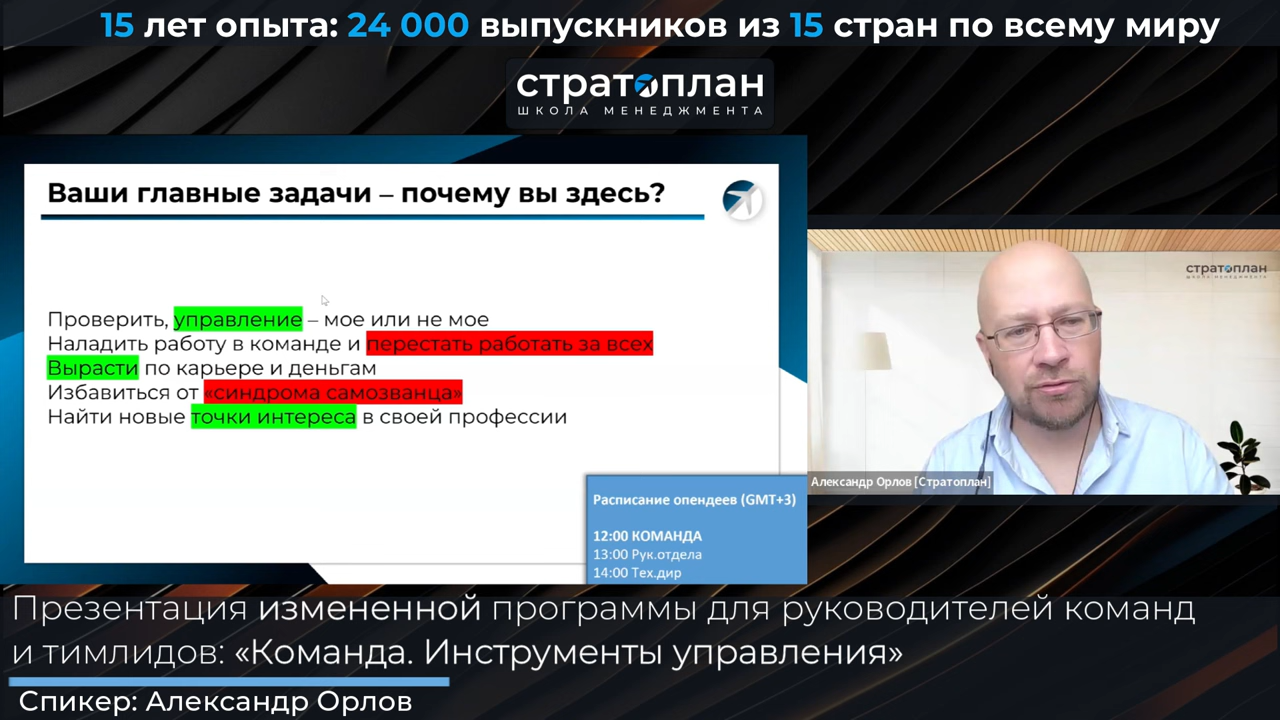 15 лет опыта: 24 000 выпускников из 15 стран по всему миру
стратоплан
ШКОЛА МЕНЕДЖМЕНТА
Ваши главные задачи – почему вы здесь?
Проверить, управление – мое или не мое
Наладить работу в команде и перестать работать за всех
Вырасти по карьере и деньгам
Избавиться от «синдрома самозванца»
Найти новые точки интереса в своей профессии
Расписание опендеев (GMT+3)
12:00 КОМАНДА
13:00 Рук.отдела
14:00 Тех.дир
стратоплан
ШКОЛА МЕНЕДЖМЕНТА
Александр Орлов [Стратоплан]
Презентация измененной программы для руководителей команд
и тимлидов: «Команда. Инструменты управления»
Спикер: Александр Орлов